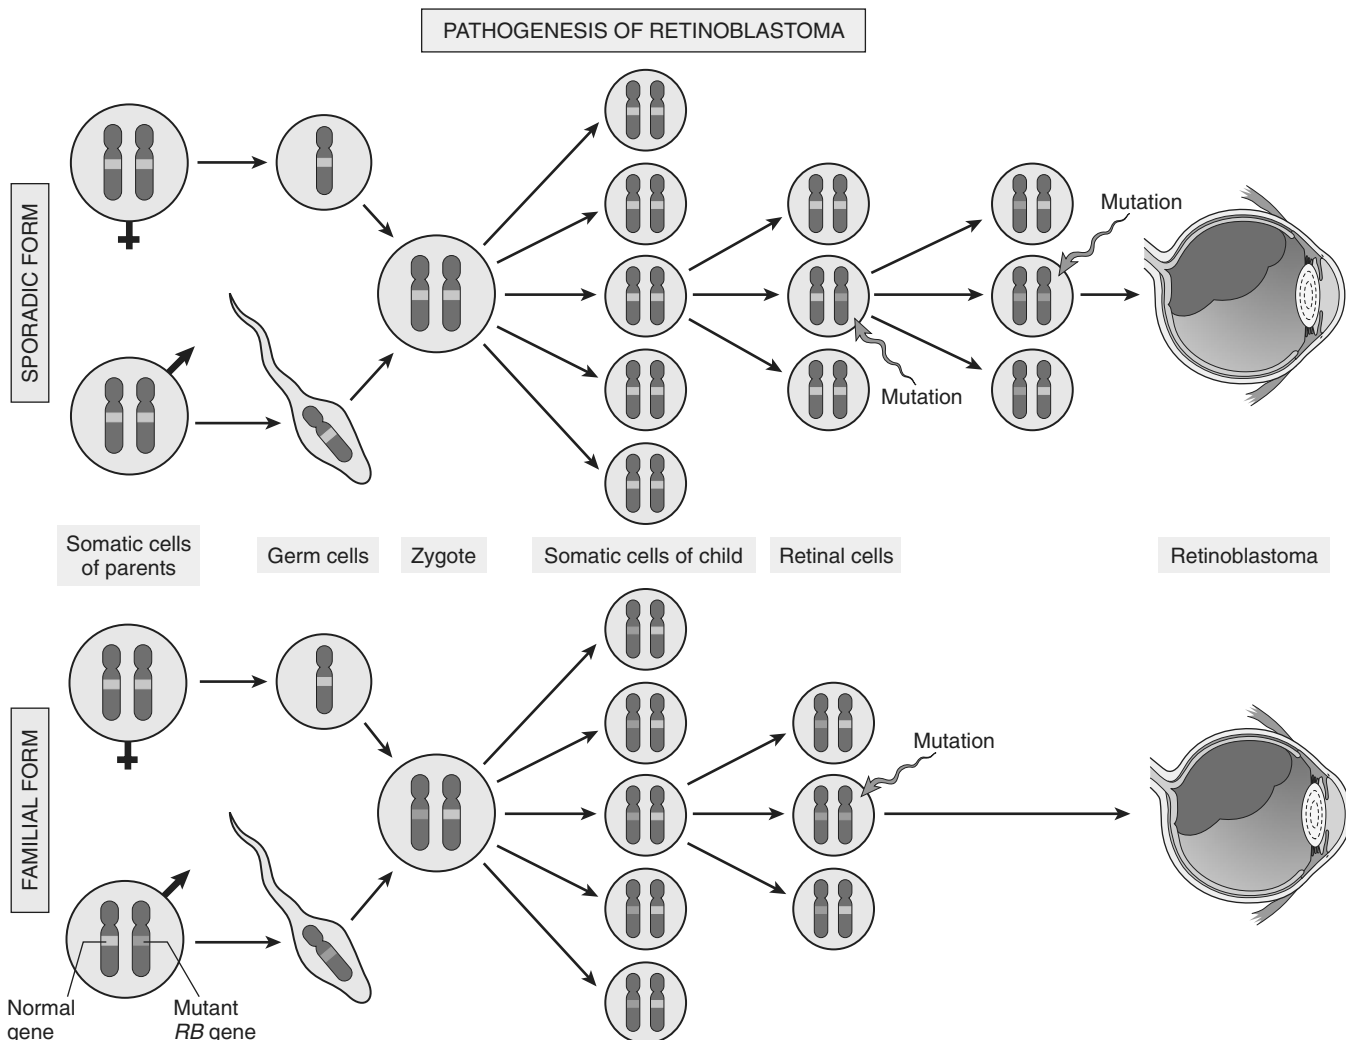 PATHOGENESIS OF RETINOBLASTOMA
SPORADIC FORM
Mutation
Mutation
Somatic cells
of parents
Germ cells
Zygote
Somatic cells of child
Retinal cells
Retinoblastoma
FAMILIAL FORM
Mutation
Normal
gene
Mutant
RB gene